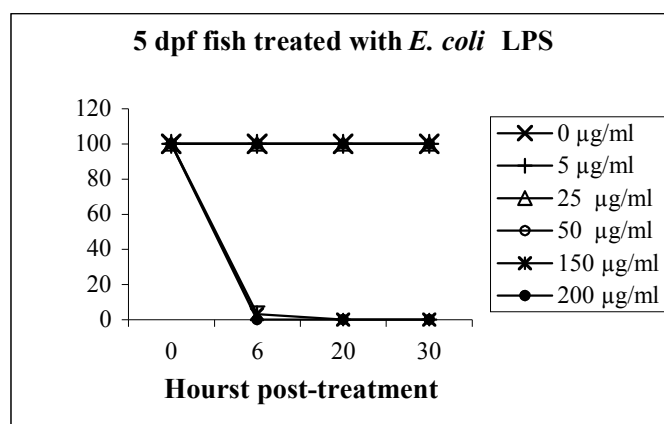 5 dpf fish treated with E. coli LPS
120
100
80
60
40
20
0
0 6 20 30
Hourst post-treatment
0 µg/ml
5 µg/ml
25 µg/ml
50 µg/ml
150 µg/ml
200 µg/ml